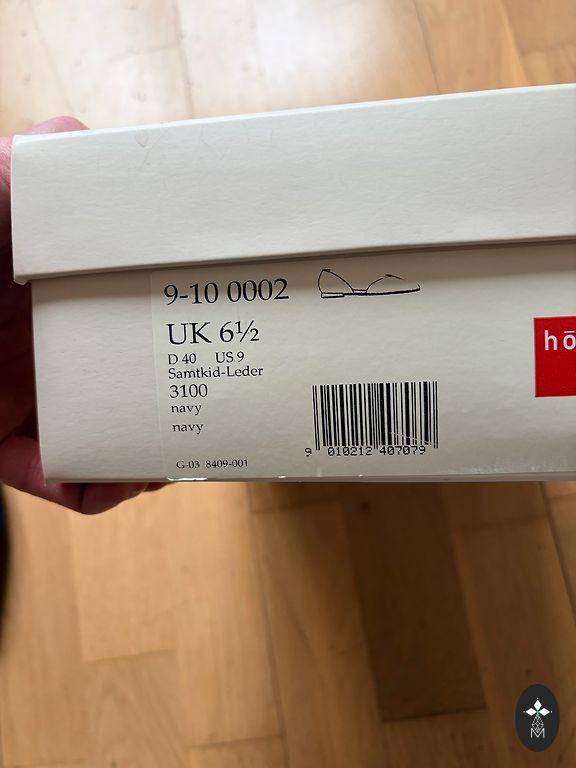 9-10 0002
UK 6½
D 40 US 9
Samtkid-Leder
3100
navy
navy
G-03 8409-001
9 010212 407079
hō
M